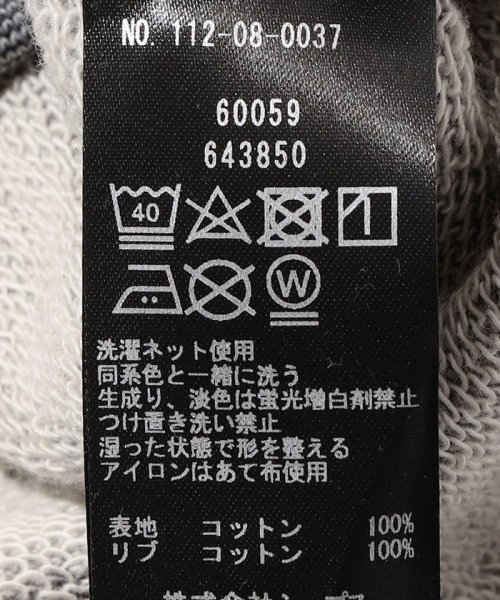 NO. 112-08-0037
60059
643850
40
W
洗濯ネット使用
同系色と一緒に洗う
生成り、淡色は蛍光増白剤禁止
つけ置き洗い禁止
湿った状態で形を整える
アイロンはあて布使用
表地 コットン 100%
リブ コットン 100%